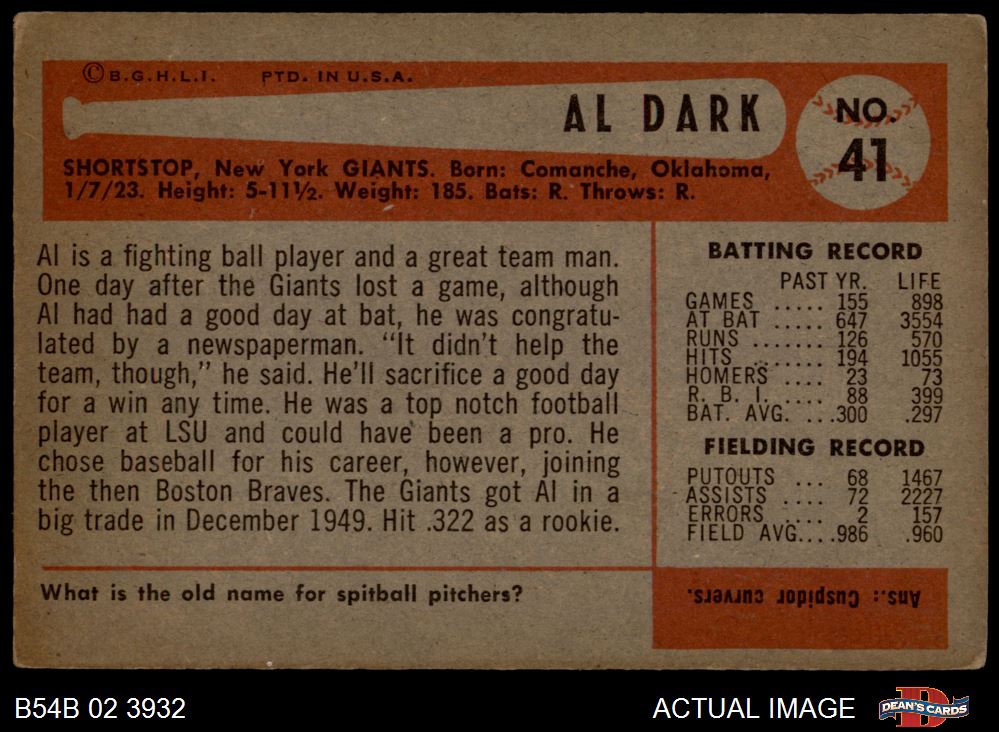 ©B.G.H.L.I. PTD. IN U.S.A.
AL DARK
NO.
41
SHORTSTOP, New York GIANTS. Born: Comanche, Oklahoma,
1/7/23. Height: 5-11½. Weight: 185. Bats: R. Throws: R.
Al is a fighting ball player and a great team man.
One day after the Giants lost a game, although
Al had had a good day at bat, he was congratu-
lated by a newspaperman. "It didn't help the
team, though," he said. He'll sacrifice a good day
for a win any time. He was a top notch football
player at LSU and could have been a pro. He
chose baseball for his career, however, joining
the then Boston Braves. The Giants got Al in a
big trade in December 1949. Hit .322 as a rookie.
BATTING RECORD
PAST YR. LIFE
GAMES ..... 155 898
AT BAT ..... 647 3554
RUNS ....... 126 570
HITS ....... 194 1055
HOMERS .... 23 73
R. B. I. .... 88 399
BAT. AVG. ....300 .297
FIELDING RECORD
PUTOUTS ... 68 1467
ASSISTS .... 72 2227
ERRORS .... 2 157
FIELD AVG....986 .960
What is the old name for spitball pitchers?
Ans.: Cuspidor curvers.
B54B 02 3932
ACTUAL IMAGE
DEAN'S CARDS